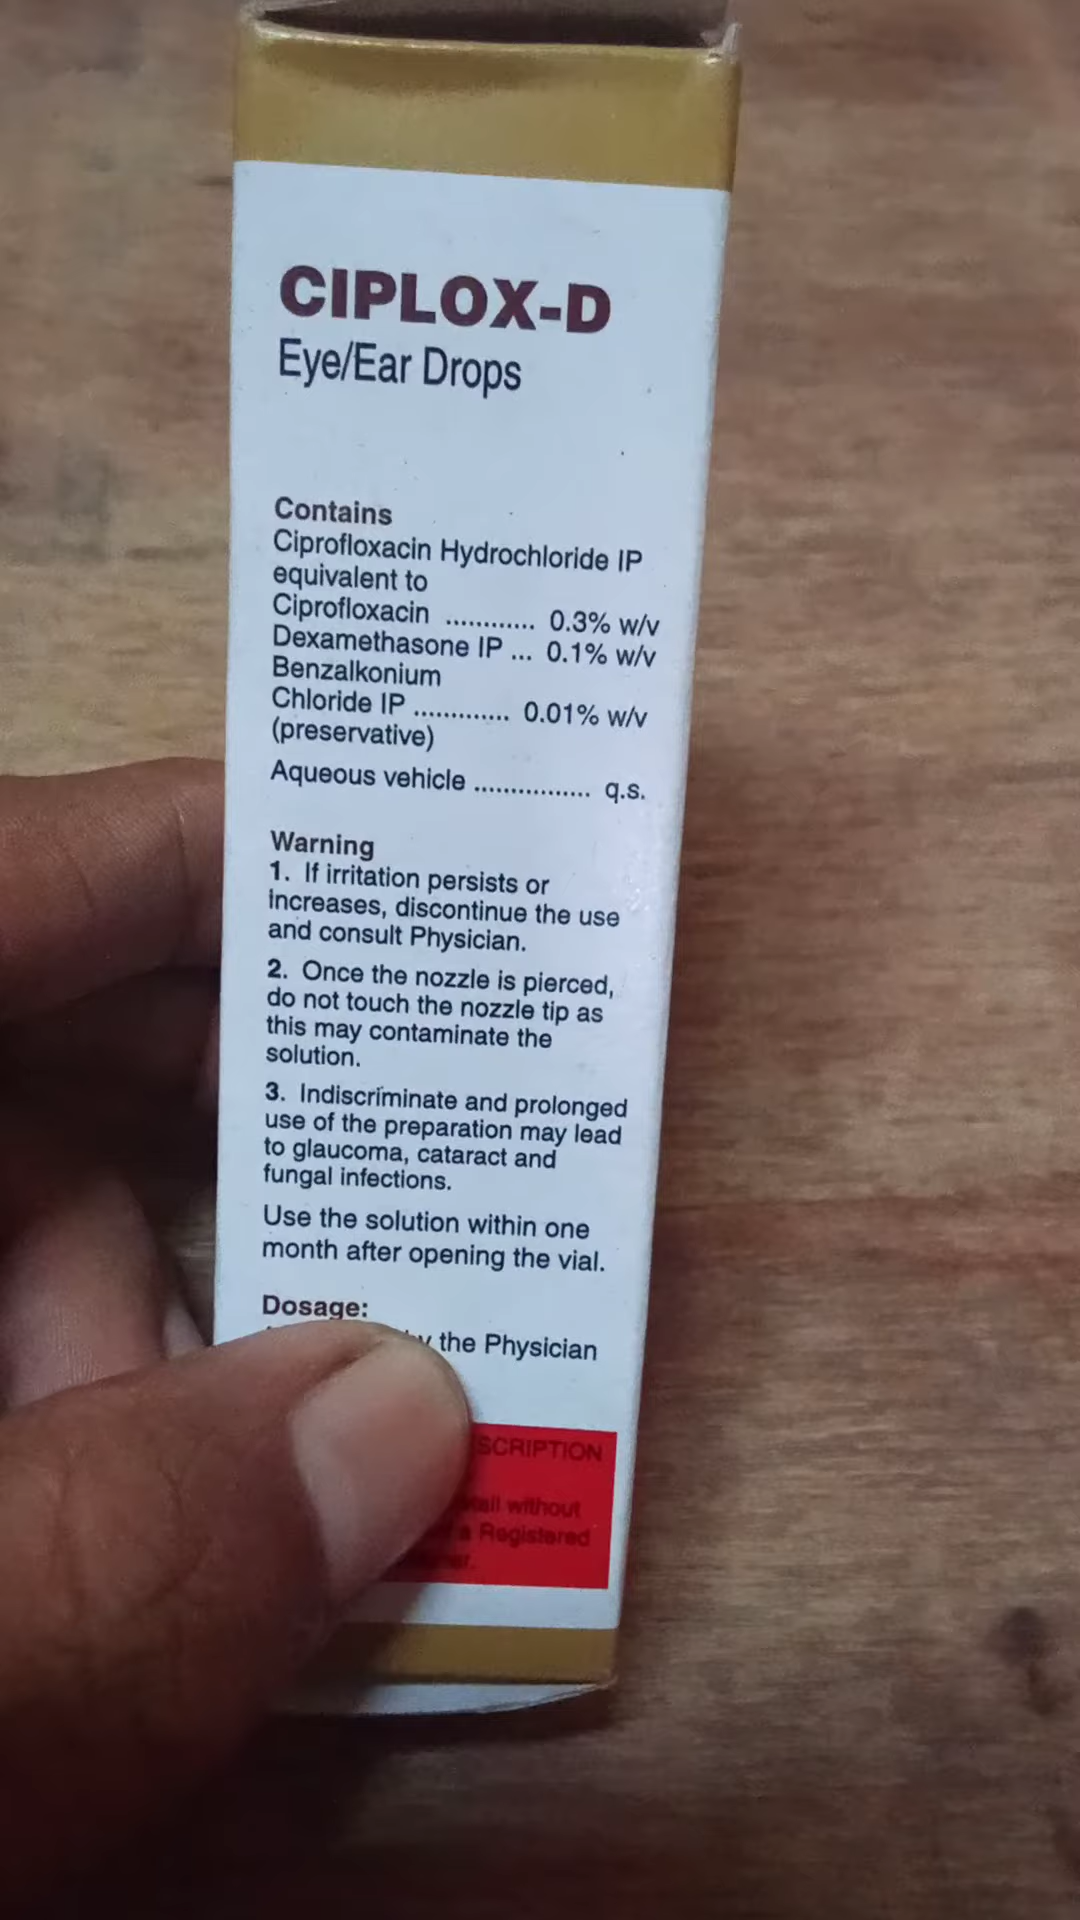 CIPLOX-D
Eye/Ear Drops
Contains
Ciprofloxacin Hydrochloride IP
equivalent to
Ciprofloxacin ............ 0.3% w/v
Dexamethasone IP ... 0.1% w/v
Benzalkonium
Chloride IP ............. 0.01% w/v
(preservative)
Aqueous vehicle ................ q.s.
Warning
1. If irritation persists or
increases, discontinue the use
and consult Physician.
2. Once the nozzle is pierced,
do not touch the nozzle tip as
this may contaminate the
solution.
3. Indiscriminate and prolonged
use of the preparation may lead
to glaucoma, cataract and
fungal infections.
Use the solution within one
month after opening the vial.
Dosage:
the Physician
without
a Registered